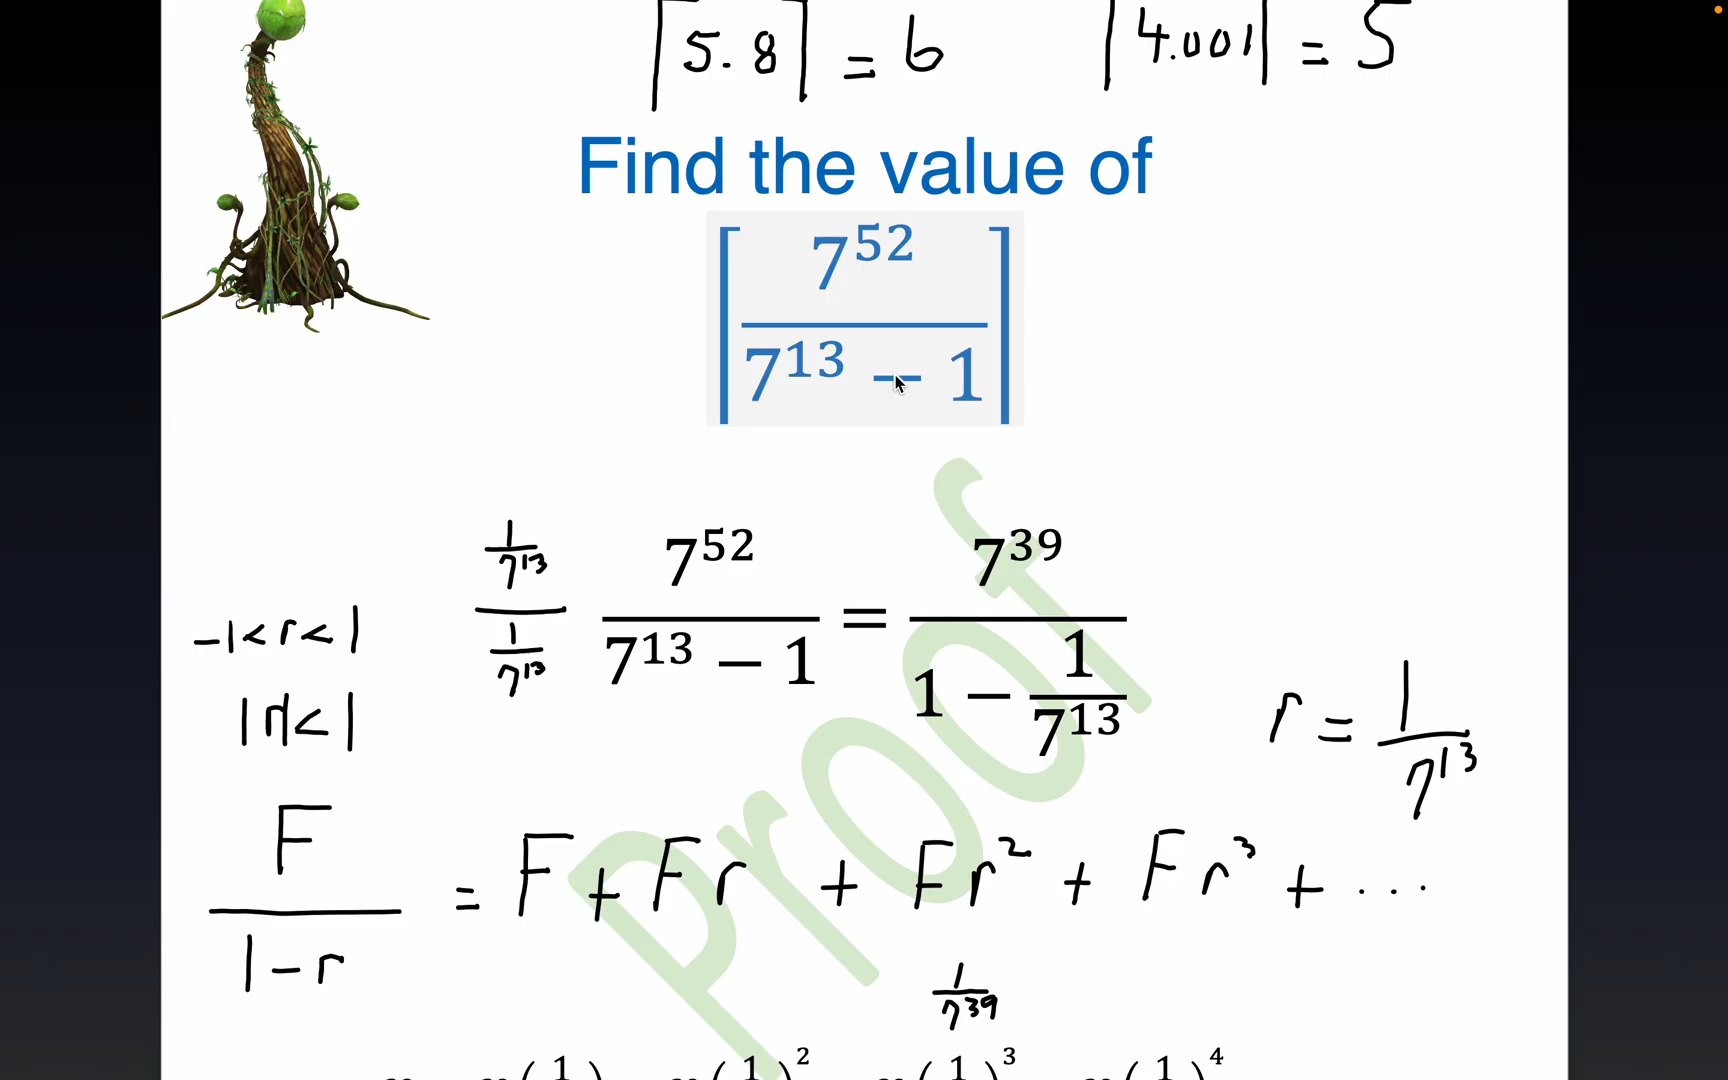 ⌈5.8⌉ = 6 ⌈4.001⌉ = 5
Find the value of
⌈7^52 / (7^13 − 1)⌉
(1/7^13)/(1/7^13) 7^52/(7^13 − 1) = 7^39/(1 − 1/7^13)
-1<r<1
|r|<1
r = 1/7^13
F/(1-r) = F + Fr + Fr^2 + Fr^3 + ...
1/7^39
Proof